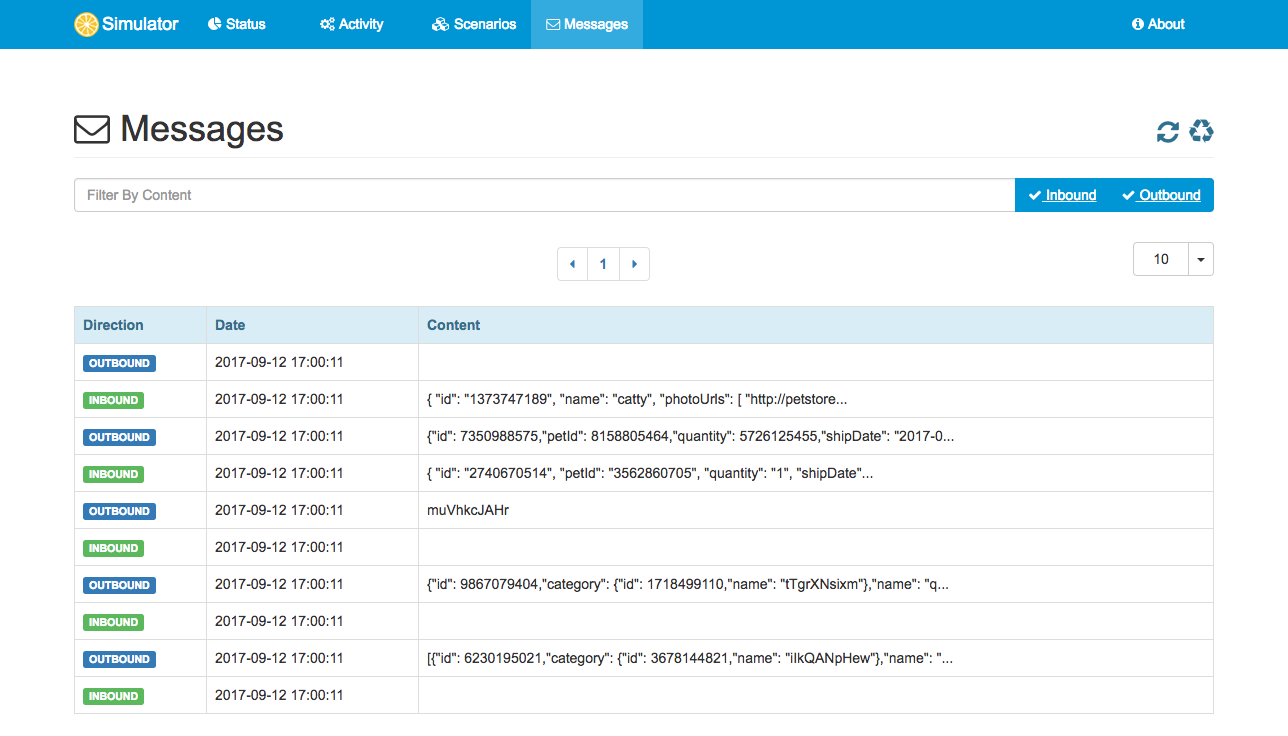 Simulator Status Activity Scenarios Messages About
Messages
Filter By Content Inbound Outbound
1 10
Direction Date Content
OUTBOUND 2017-09-12 17:00:11
INBOUND 2017-09-12 17:00:11 { "id": "1373747189", "name": "catty", "photoUrls": [ "http://petstore...
OUTBOUND 2017-09-12 17:00:11 {"id": 7350988575,"petId": 8158805464,"quantity": 5726125455,"shipDate": "2017-0...
INBOUND 2017-09-12 17:00:11 { "id": "2740670514", "petId": "3562860705", "quantity": "1", "shipDate"...
OUTBOUND 2017-09-12 17:00:11 muVhkcJAHr
INBOUND 2017-09-12 17:00:11
OUTBOUND 2017-09-12 17:00:11 {"id": 9867079404,"category": {"id": 1718499110,"name": "tTgrXNsixm"},"name": "q...
INBOUND 2017-09-12 17:00:11
OUTBOUND 2017-09-12 17:00:11 [{"id": 6230195021,"category": {"id": 3678144821,"name": "iIkQANpHew"},"name": "...
INBOUND 2017-09-12 17:00:11